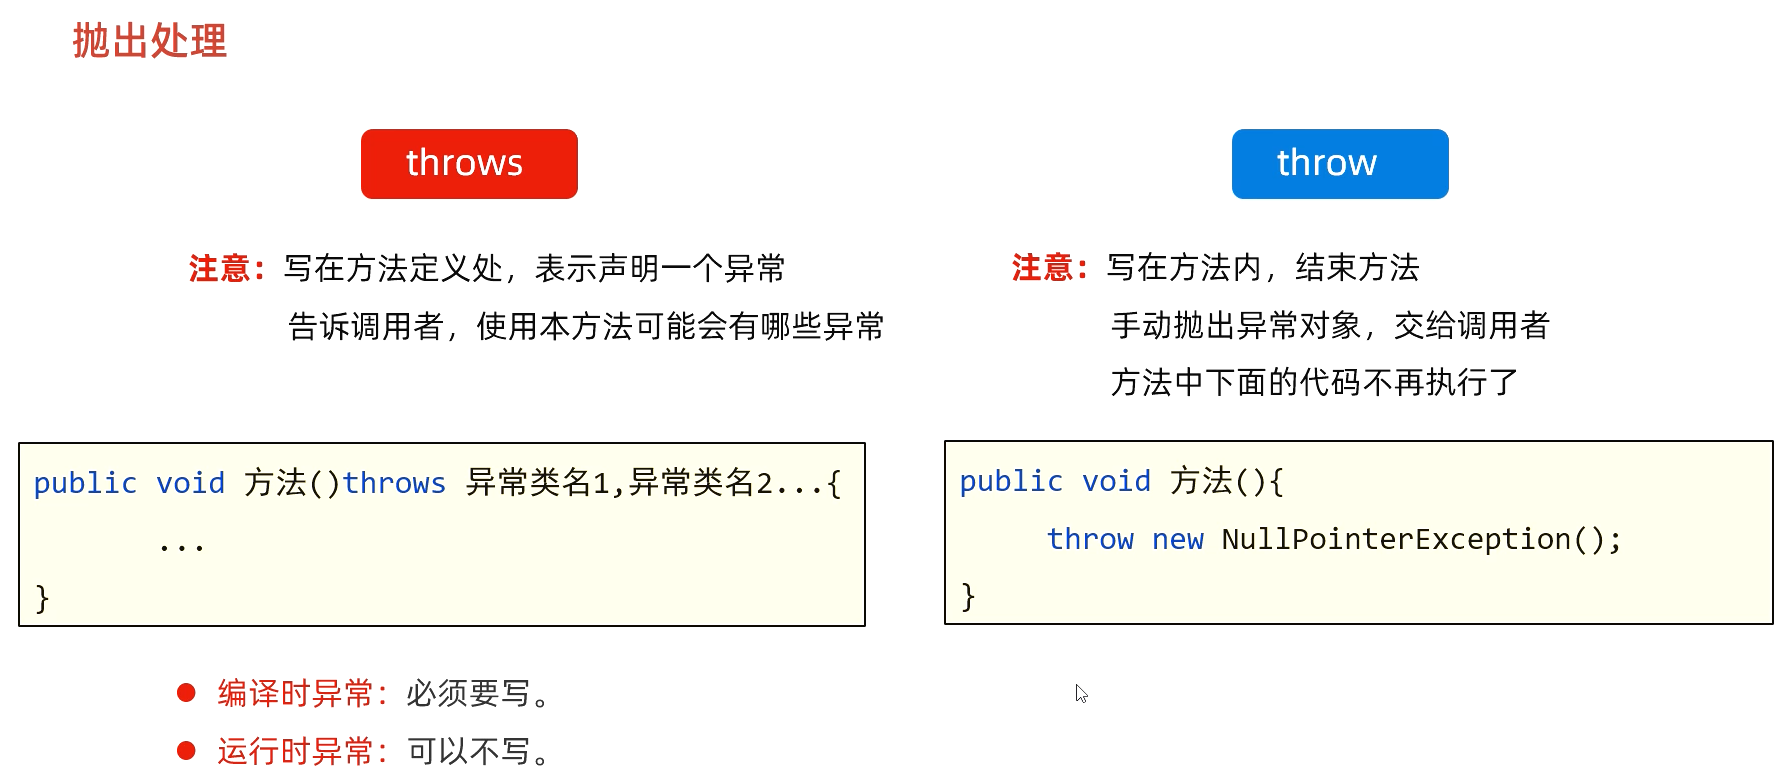 抛出处理
throws
注意：写在方法定义处，表示声明一个异常
告诉调用者，使用本方法可能会有哪些异常
public void 方法()throws 异常类名1,异常类名2...{
...
}
编译时异常：必须要写。
运行时异常：可以不写。
throw
注意：写在方法内，结束方法
手动抛出异常对象，交给调用者
方法中下面的代码不再执行了
public void 方法(){
throw new NullPointerException();
}